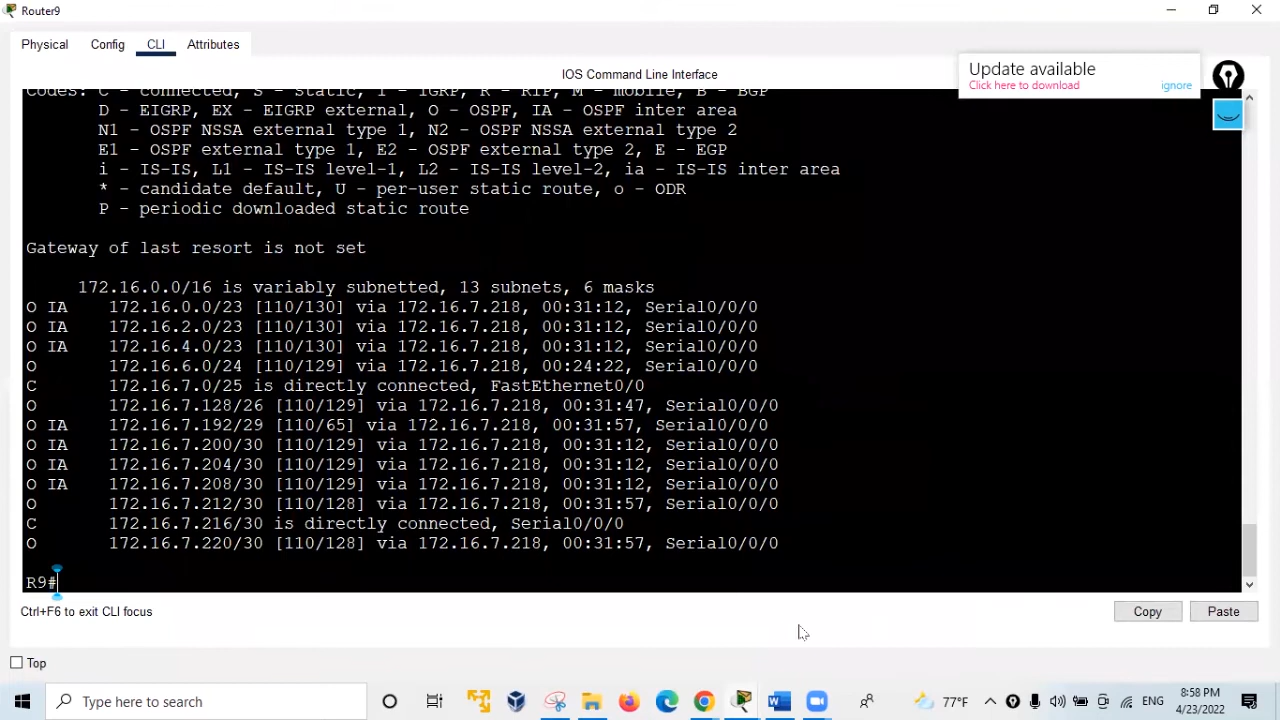 Router9
Physical Config CLI Attributes
Update available
Click here to download ignore
IOS Command Line Interface
Codes: C - connected, S - static, I - IGRP, R - RIP, M - mobile, B - BGP
D - EIGRP, EX - EIGRP external, O - OSPF, IA - OSPF inter area
N1 - OSPF NSSA external type 1, N2 - OSPF NSSA external type 2
E1 - OSPF external type 1, E2 - OSPF external type 2, E - EGP
i - IS-IS, L1 - IS-IS level-1, L2 - IS-IS level-2, ia - IS-IS inter area
* - candidate default, U - per-user static route, o - ODR
P - periodic downloaded static route
Gateway of last resort is not set
172.16.0.0/16 is variably subnetted, 13 subnets, 6 masks
O IA 172.16.0.0/23 [110/130] via 172.16.7.218, 00:31:12, Serial0/0/0
O IA 172.16.2.0/23 [110/130] via 172.16.7.218, 00:31:12, Serial0/0/0
O IA 172.16.4.0/23 [110/130] via 172.16.7.218, 00:31:12, Serial0/0/0
O 172.16.6.0/24 [110/129] via 172.16.7.218, 00:24:22, Serial0/0/0
C 172.16.7.0/25 is directly connected, FastEthernet0/0
O 172.16.7.128/26 [110/129] via 172.16.7.218, 00:31:47, Serial0/0/0
O IA 172.16.7.192/29 [110/65] via 172.16.7.218, 00:31:57, Serial0/0/0
O IA 172.16.7.200/30 [110/129] via 172.16.7.218, 00:31:12, Serial0/0/0
O IA 172.16.7.204/30 [110/129] via 172.16.7.218, 00:31:12, Serial0/0/0
O IA 172.16.7.208/30 [110/129] via 172.16.7.218, 00:31:12, Serial0/0/0
O 172.16.7.212/30 [110/128] via 172.16.7.218, 00:31:57, Serial0/0/0
C 172.16.7.216/30 is directly connected, Serial0/0/0
O 172.16.7.220/30 [110/128] via 172.16.7.218, 00:31:57, Serial0/0/0
R9#
Ctrl+F6 to exit CLI focus
Copy Paste
Top
Type here to search
77°F
ENG
8:58 PM
4/23/2022